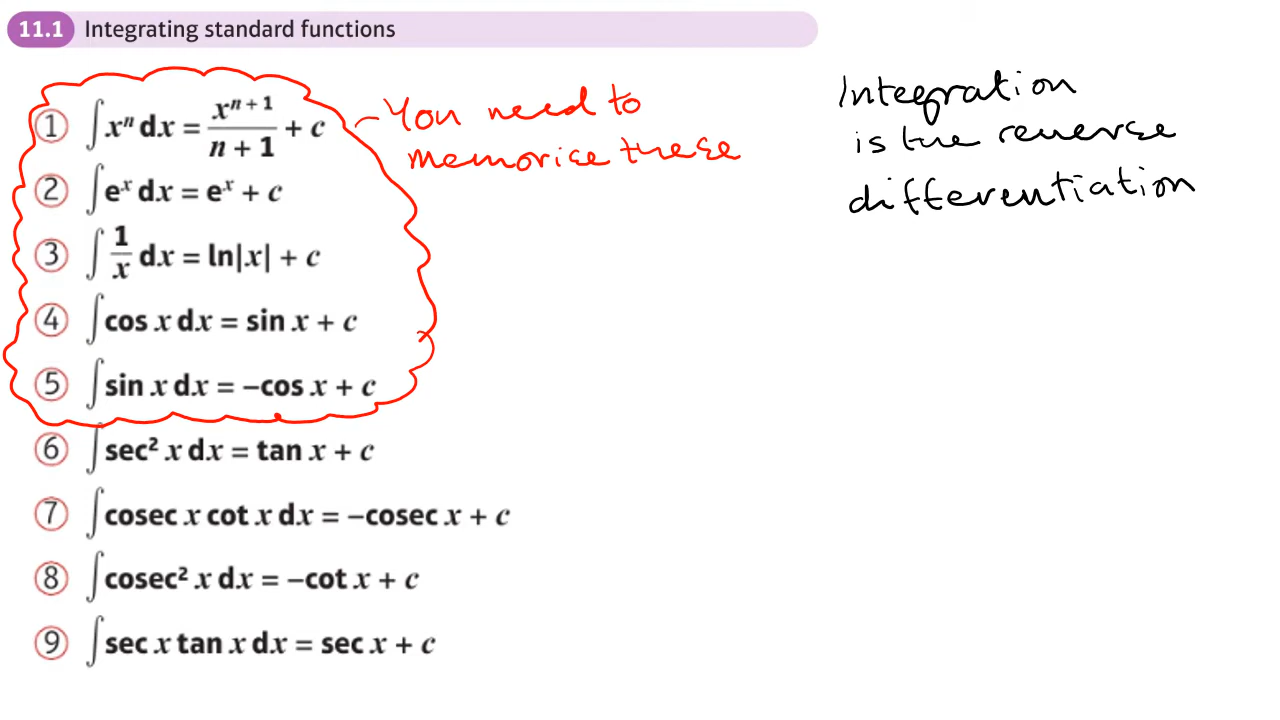 11.1 Integrating standard functions
① ∫xⁿ dx = xⁿ⁺¹/(n + 1) + c
② ∫eˣ dx = eˣ + c
③ ∫1/x dx = ln|x| + c
④ ∫cos x dx = sin x + c
⑤ ∫sin x dx = −cos x + c
⑥ ∫sec² x dx = tan x + c
⑦ ∫cosec x cot x dx = −cosec x + c
⑧ ∫cosec² x dx = −cot x + c
⑨ ∫sec x tan x dx = sec x + c
You need to
memorise these
Integration
is the reverse
differentiation